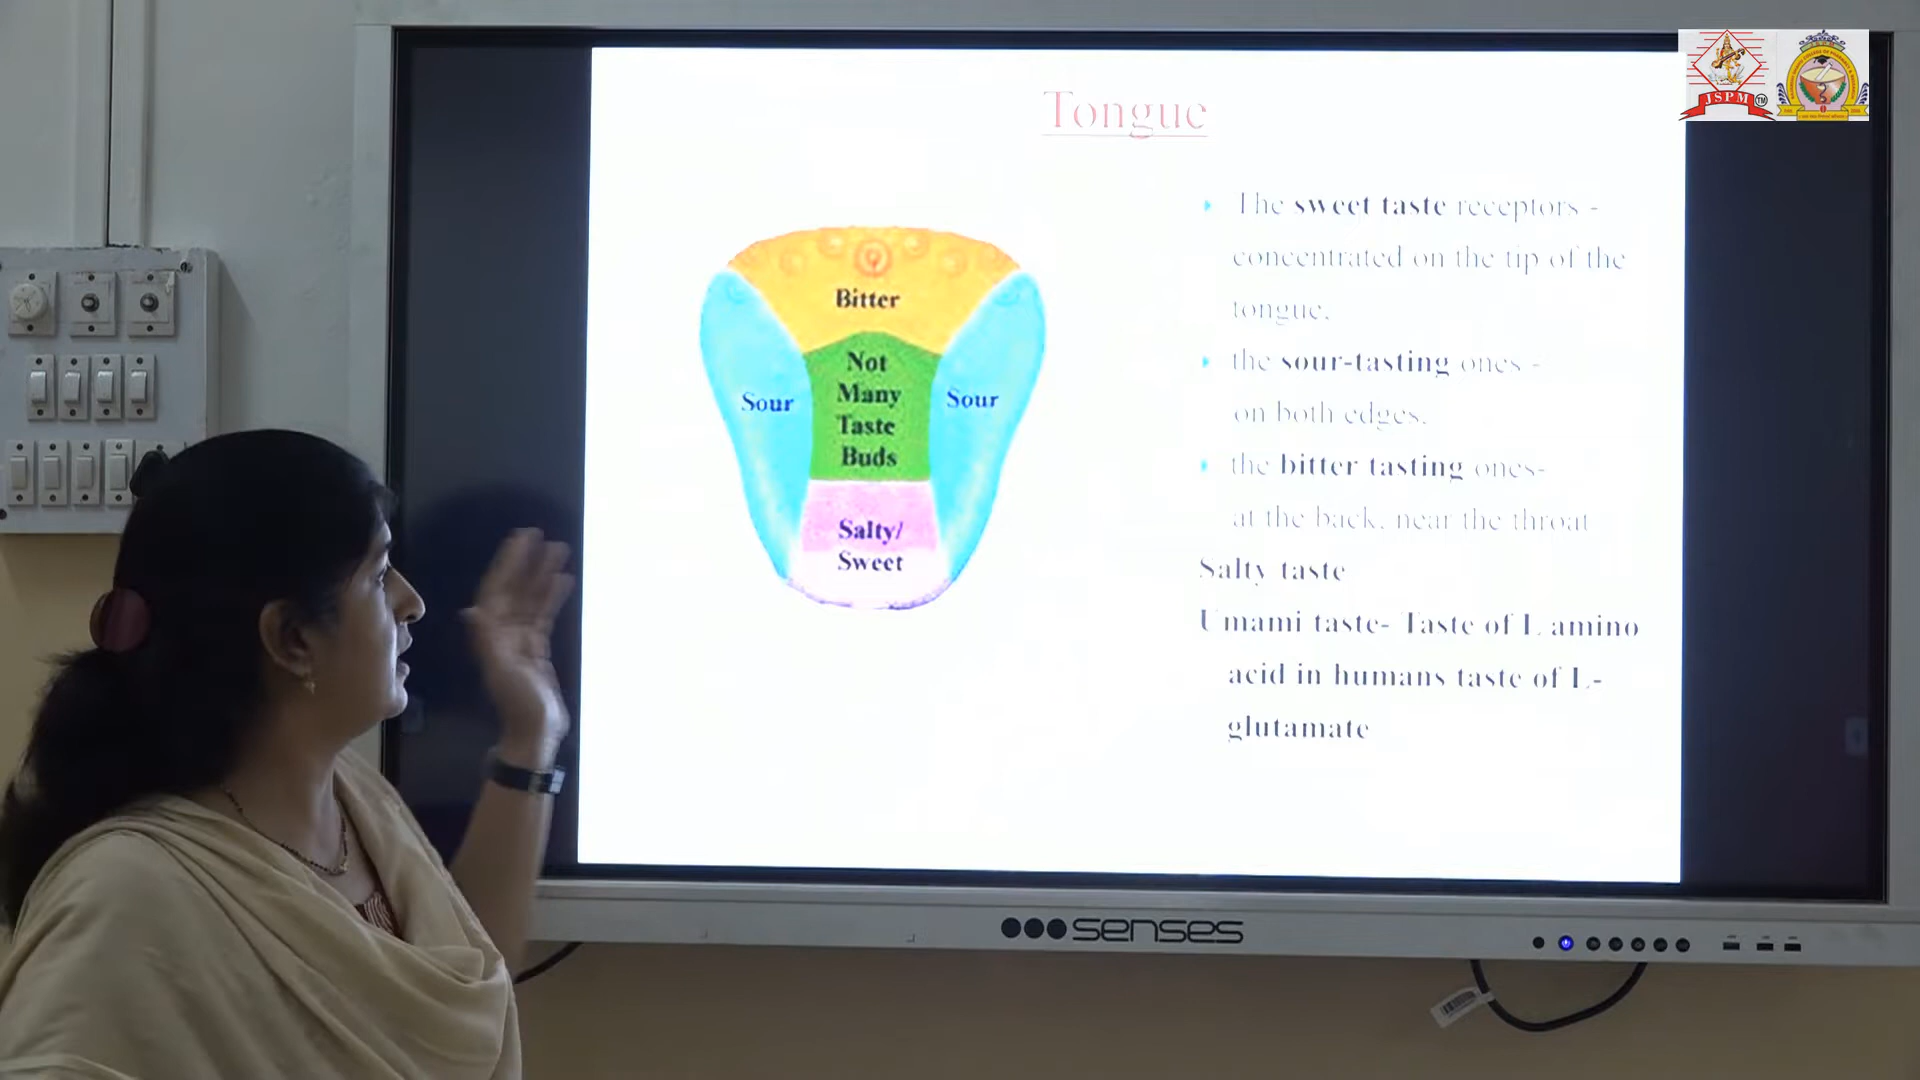 Tongue
Bitter
Not
Many
Taste
Buds
Sour
Sour
Salty/
Sweet
The sweet taste receptors -
concentrated on the tip of the
tongue.
the sour-tasting ones -
on both edges.
the bitter tasting ones-
at the back, near the throat
Salty taste
Umami taste- Taste of L amino
acid in humans taste of L-
glutamate
senses
JSPM TM